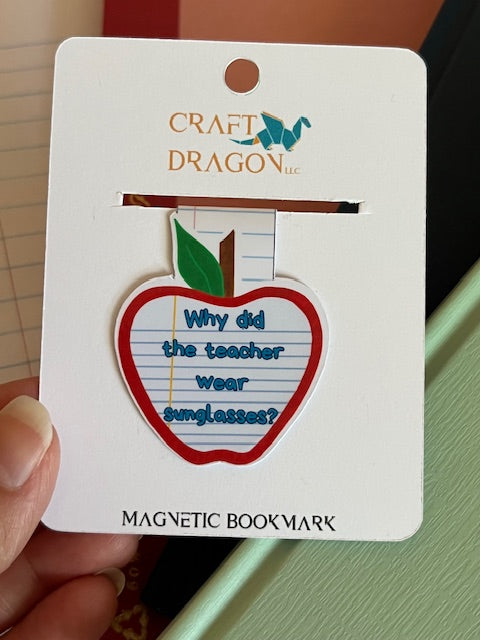 CRAFT
DRAGON LLC
Why did
the teacher
wear
sunglasses?
MAGNETIC BOOKMARK